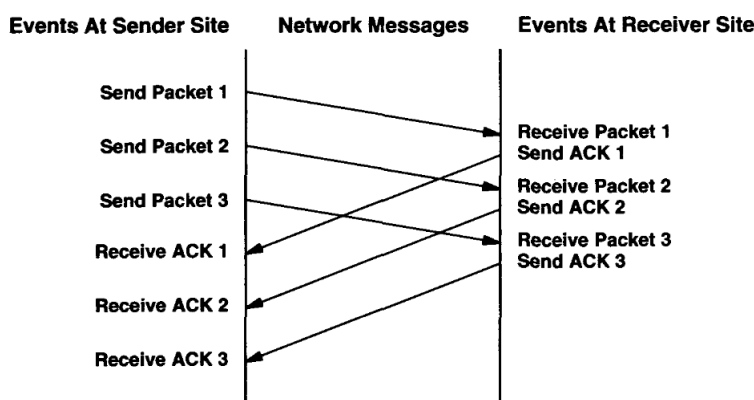 Events At Sender Site
Network Messages
Events At Receiver Site
Send Packet 1
Receive Packet 1
Send ACK 1
Send Packet 2
Receive Packet 2
Send ACK 2
Send Packet 3
Receive Packet 3
Send ACK 3
Receive ACK 1
Receive ACK 2
Receive ACK 3